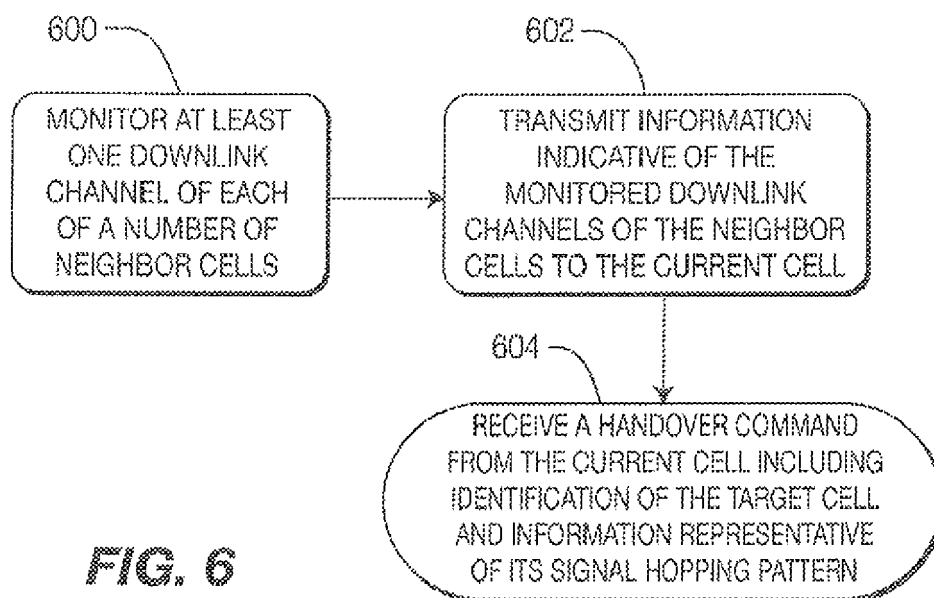 600
MONITOR AT LEAST
ONE DOWNLINK
CHANNEL OF EACH
OF A NUMBER OF
NEIGHBOR CELLS
602
TRANSMIT INFORMATION
INDICATIVE OF THE
MONITORED DOWNLINK
CHANNELS OF THE NEIGHBOR
CELLS TO THE CURRENT CELL
604
RECEIVE A HANDOVER COMMAND
FROM THE CURRENT CELL INCLUDING
IDENTIFICATION OF THE TARGET CELL
AND INFORMATION REPRESENTATIVE
OF ITS SIGNAL HOPPING PATTERN
FIG. 6